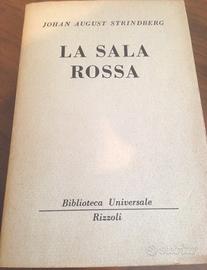 JOHAN AUGUST STRINDBERG
LA SALA
ROSSA
Biblioteca Universale
Rizzoli